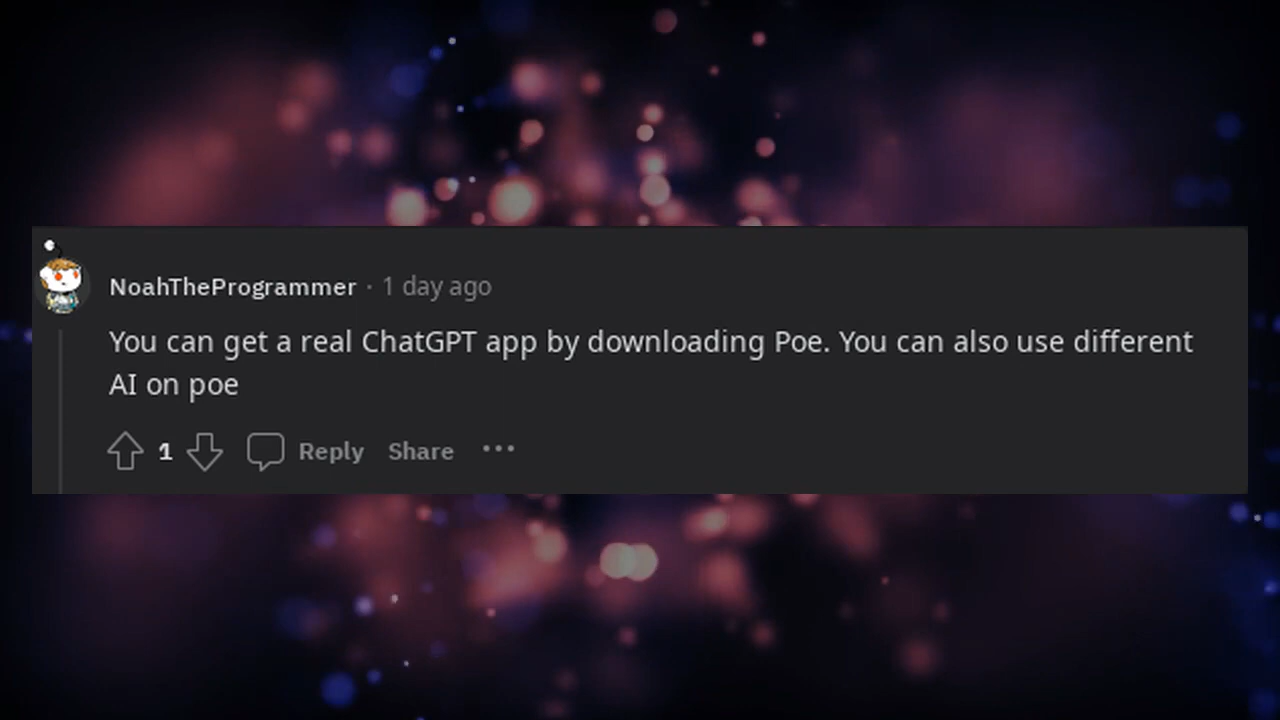 NoahTheProgrammer · 1 day ago
You can get a real ChatGPT app by downloading Poe. You can also use different
AI on poe
1 Reply Share ···